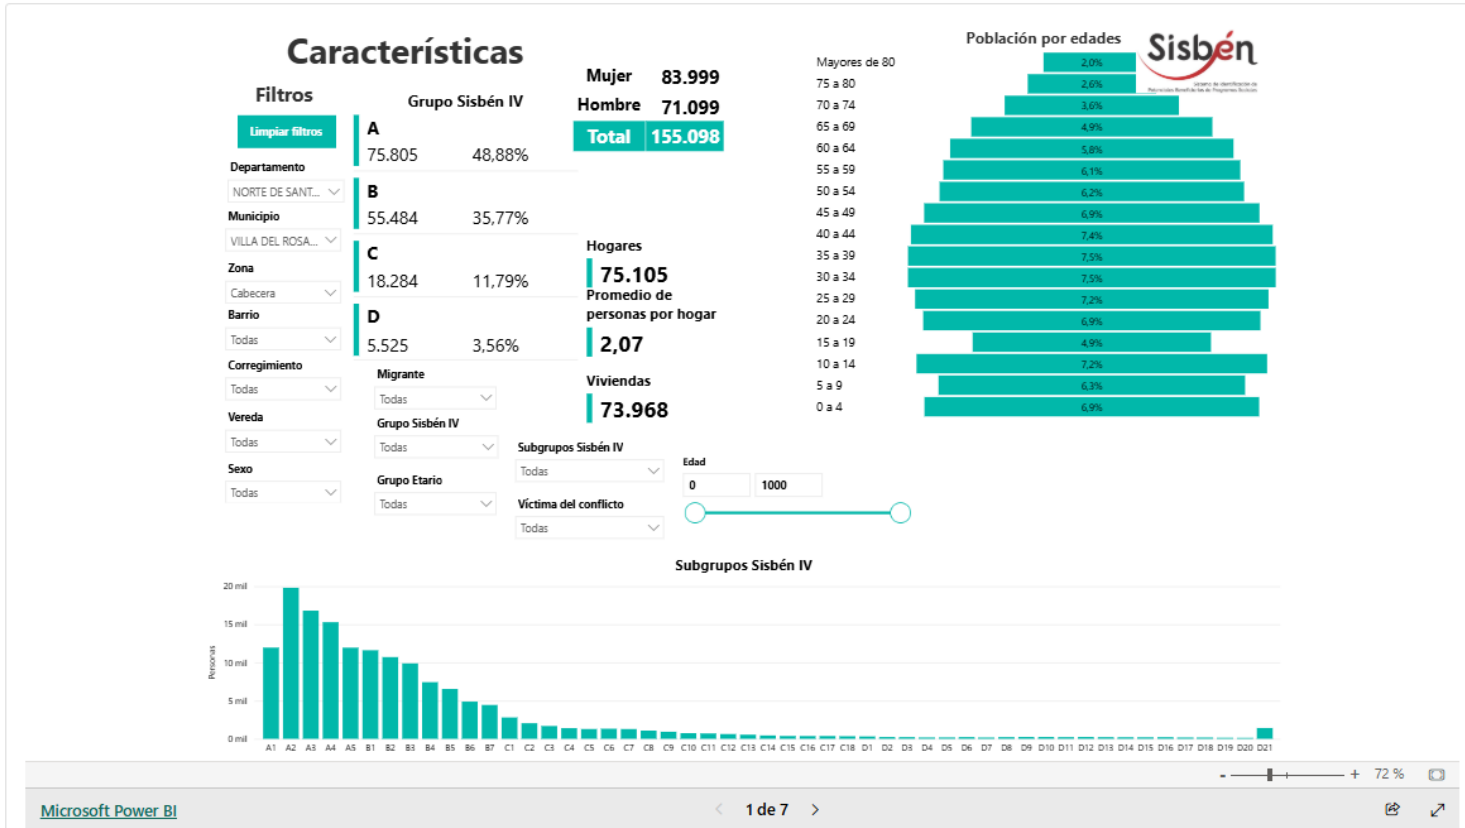 Características
Filtros
Limpiar filtros
Departamento
NORTE DE SANT...
Municipio
VILLA DEL ROSA...
Zona
Cabecera
Barrio
Todas
Corregimiento
Todas
Vereda
Todas
Sexo
Todas
Grupo Sisbén IV
A
75.805 48,88%
B
55.484 35,77%
C
18.284 11,79%
D
5.525 3,56%
Migrante
Todas
Grupo Sisbén IV
Todas
Grupo Etario
Todas
Mujer 83.999
Hombre 71.099
Total 155.098
Hogares
75.105
Promedio de
personas por hogar
2,07
Viviendas
73.968
Subgrupos Sisbén IV
Todas
Víctima del conflicto
Todas
Edad
0 1000
Población por edades
Sisbén
Mayores de 80 2,0%
75 a 80 2,6%
70 a 74 3,6%
65 a 69 4,9%
60 a 64 5,8%
55 a 59 6,1%
50 a 54 6,2%
45 a 49 6,9%
40 a 44 7,4%
35 a 39 7,5%
30 a 34 7,5%
25 a 29 7,2%
20 a 24 6,9%
15 a 19 4,9%
10 a 14 7,2%
5 a 9 6,3%
0 a 4 6,9%
Subgrupos Sisbén IV
Personas
20 mil
15 mil
10 mil
5 mil
0 mil
A1 A2 A3 A4 A5 B1 B2 B3 B4 B5 B6 B7 C1 C2 C3 C4 C5 C6 C7 C8 C9 C10 C11 C12 C13 C14 C15 C16 C17 C18 D1 D2 D3 D4 D5 D6 D7 D8 D9 D10 D11 D12 D13 D14 D15 D16 D17 D18 D19 D20 D21
- + 72 %
Microsoft Power BI
1 de 7